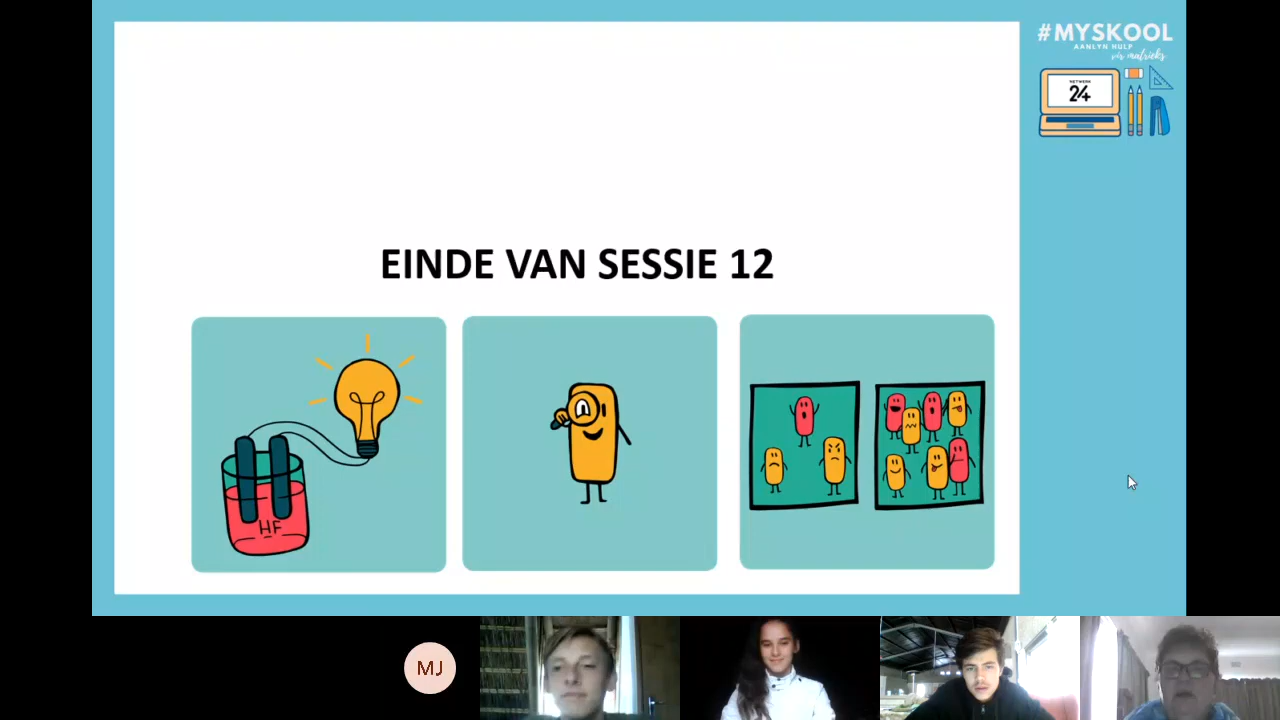 #MYSKOOL
AANLYN HULP
vir matrieks
NETWERK
24
EINDE VAN SESSIE 12
HF
MJ